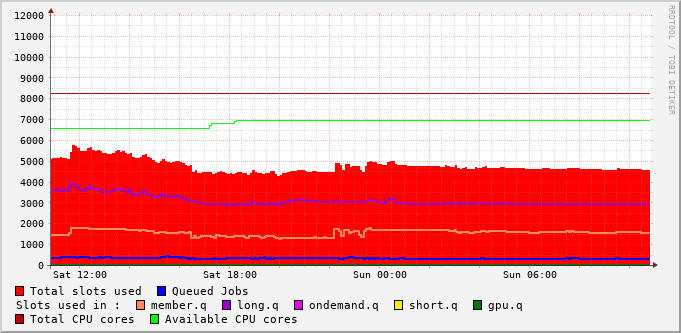 12000
11000
10000
9000
8000
7000
6000
5000
4000
3000
2000
1000
0
Sat 12:00 Sat 18:00 Sun 00:00 Sun 06:00
Total slots used Queued Jobs
Slots used in : member.q long.q ondemand.q short.q gpu.q
Total CPU cores Available CPU cores
RRDTOOL / TOBI OETIKER